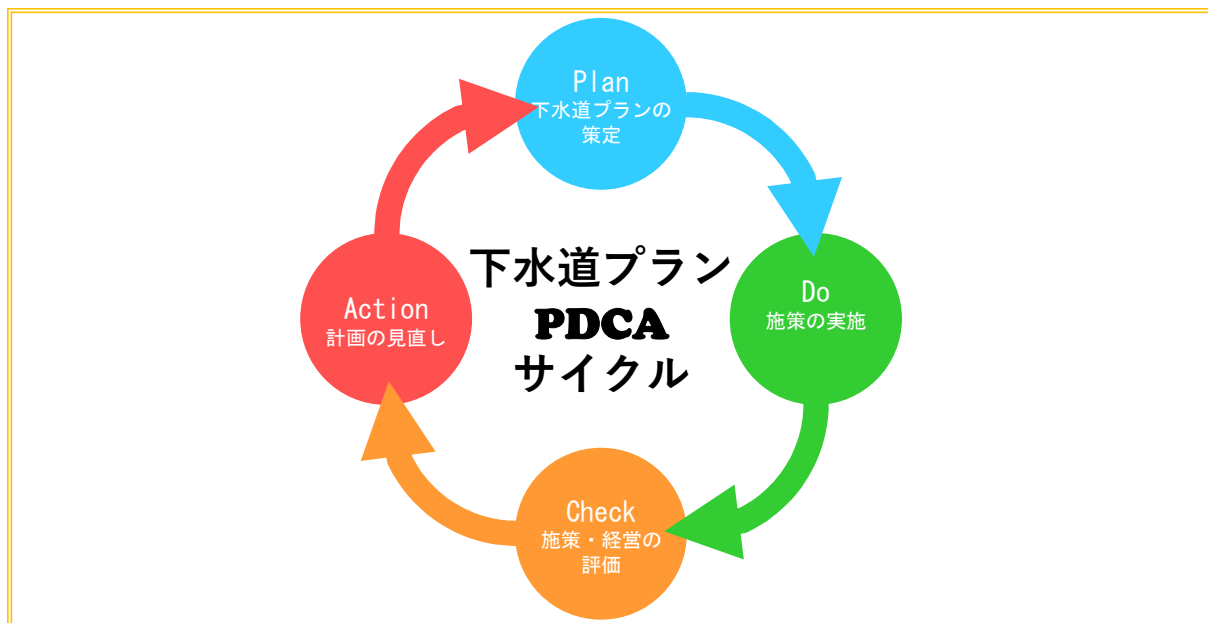 Plan
下水道プランの
策定
Do
施策の実施
Check
施策・経営の
評価
Action
計画の見直し
下水道プラン
PDCA
サイクル